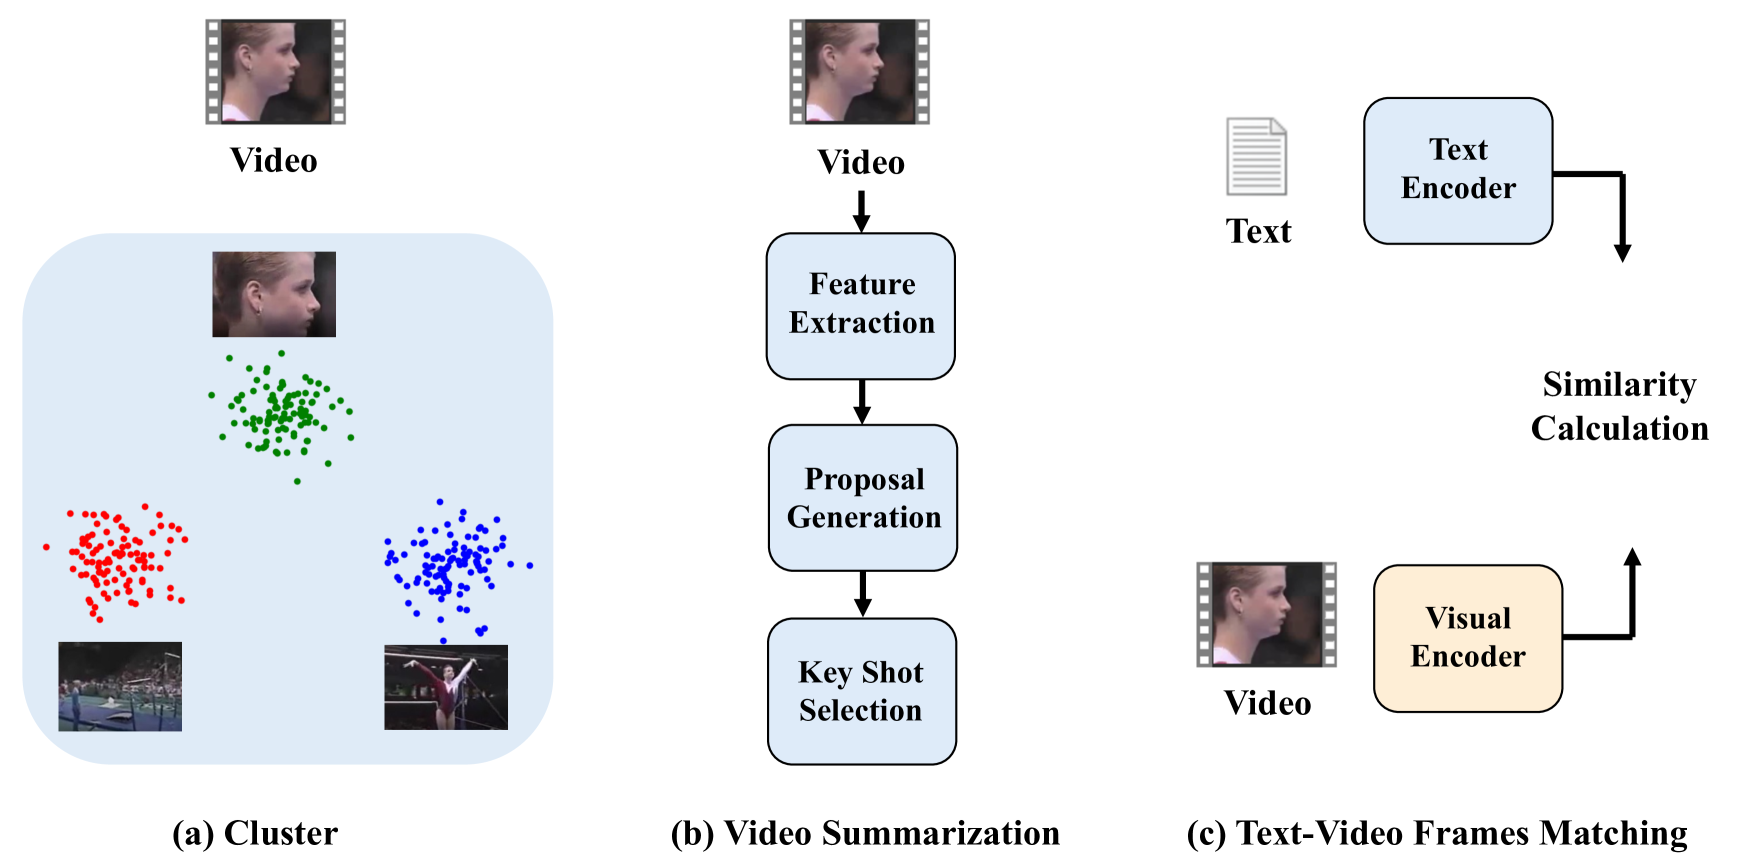 Video
(a) Cluster
Video
Feature
Extraction
Proposal
Generation
Key Shot
Selection
(b) Video Summarization
Text
Text
Encoder
Similarity
Calculation
Video
Visual
Encoder
(c) Text-Video Frames Matching